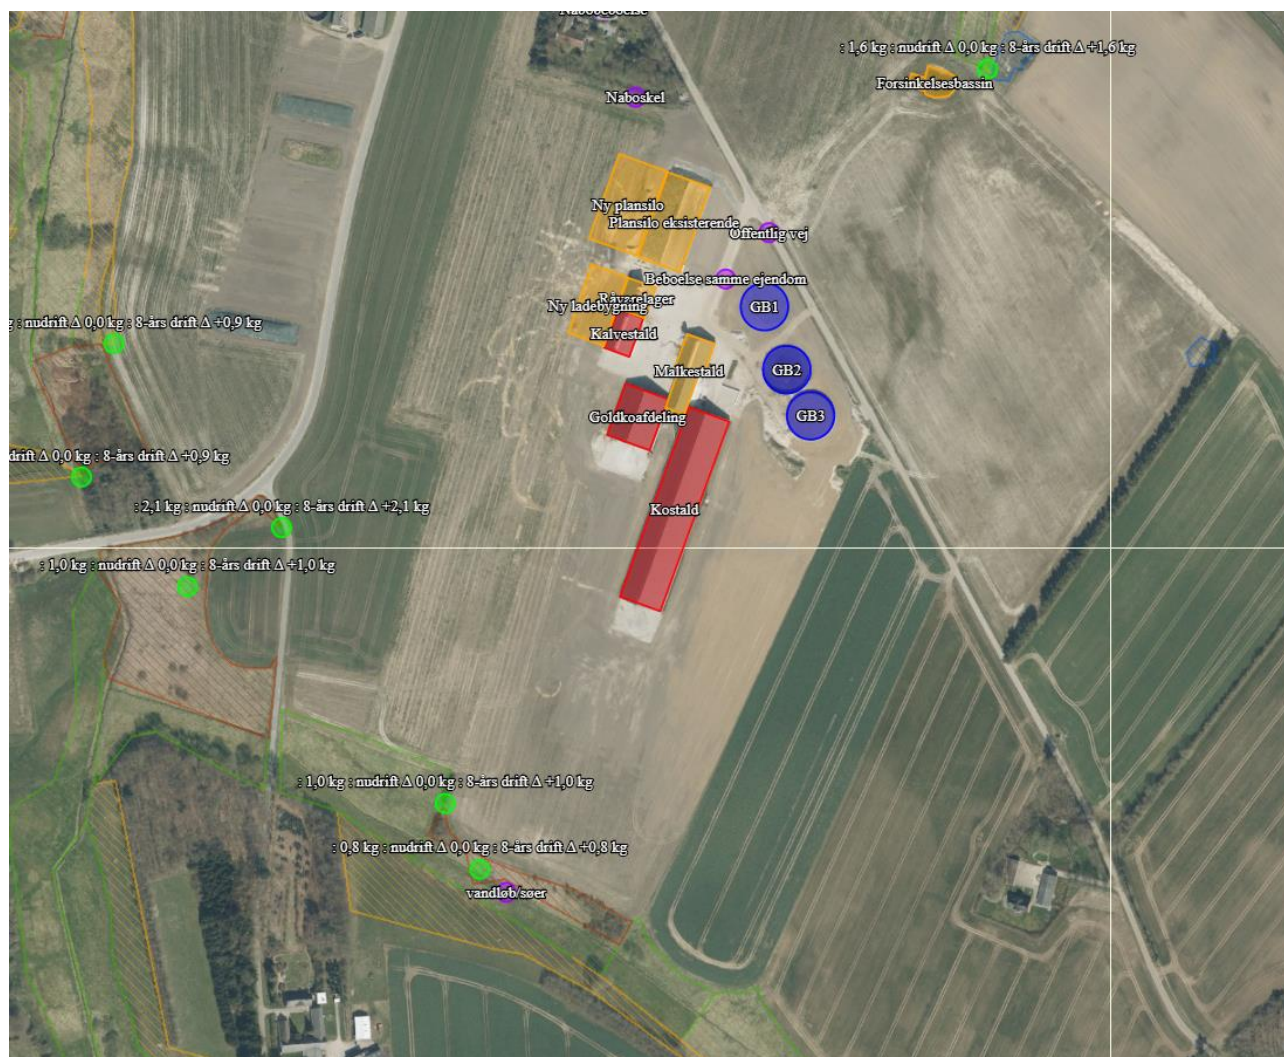 Nabobeboelse
: 1,6 kg : nudrift Δ 0,0 kg : 8-års drift Δ +1,6 kg
Forsinkelsesbassin
Naboskel
Ny plansilo
Plansilo eksisterende
Offentlig vej
Beboelse samme ejendom
Råvarelager
Ny ladebygning
GB1
: nudrift Δ 0,0 kg : 8-års drift Δ +0,9 kg
Kalvestald
Malkestald
GB2
Goldkoafdeling
GB3
drift Δ 0,0 kg : 8-års drift Δ +0,9 kg
: 2,1 kg : nudrift Δ 0,0 kg : 8-års drift Δ +2,1 kg
Kostald
: 1,0 kg : nudrift Δ 0,0 kg : 8-års drift Δ +1,0 kg
: 1,0 kg : nudrift Δ 0,0 kg : 8-års drift Δ +1,0 kg
: 0,8 kg : nudrift Δ 0,0 kg : 8-års drift Δ +0,8 kg
vandløb/søer